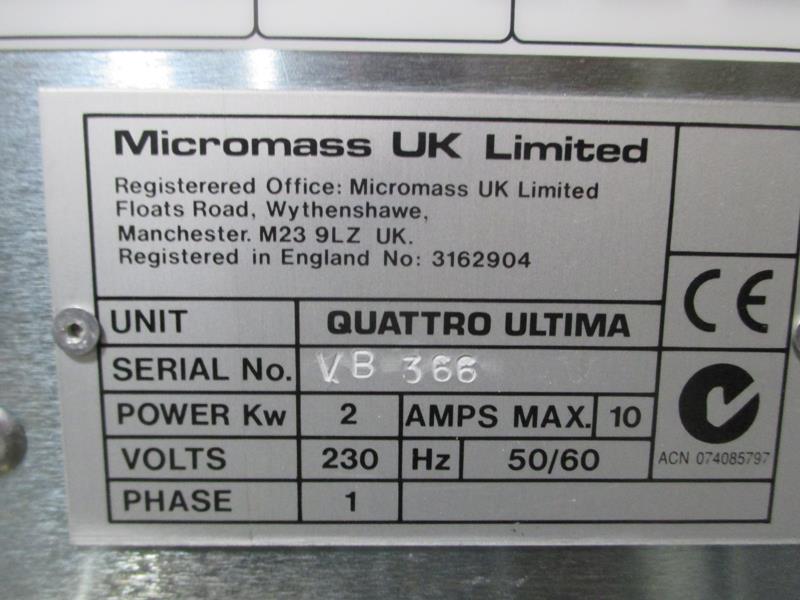 Micromass UK Limited
Registerered Office: Micromass UK Limited
Floats Road, Wythenshawe,
Manchester. M23 9LZ UK.
Registered in England No: 3162904
CE
UNIT QUATTRO ULTIMA
SERIAL No. VB 366
POWER Kw 2 AMPS MAX. 10
VOLTS 230 Hz 50/60
ACN 074085797
PHASE 1